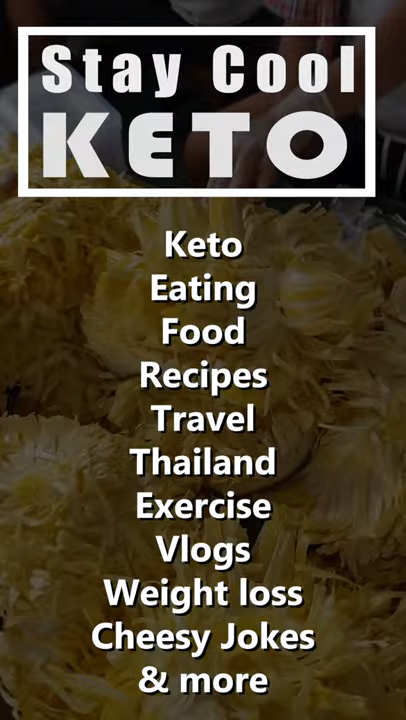 Stay Cool
KETO
Keto
Eating
Food
Recipes
Travel
Thailand
Exercise
Vlogs
Weight loss
Cheesy Jokes
& more